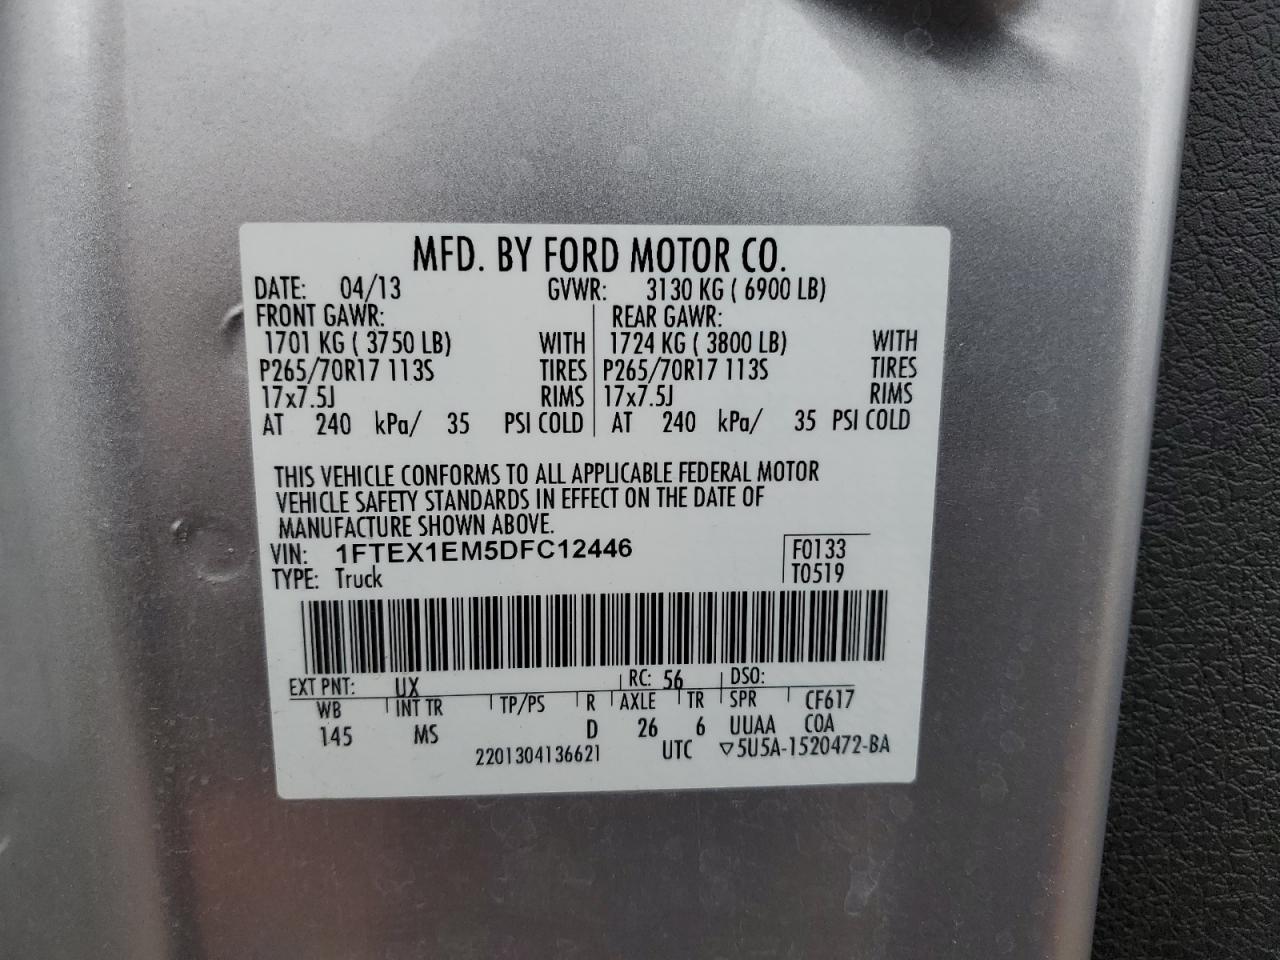 MFD. BY FORD MOTOR CO.
DATE: 04/13 GVWR: 3130 KG ( 6900 LB)
FRONT GAWR: REAR GAWR:
1701 KG ( 3750 LB) WITH 1724 KG ( 3800 LB) WITH
P265/70R17 113S TIRES P265/70R17 113S TIRES
17x7.5J RIMS 17x7.5J RIMS
AT 240 kPa/ 35 PSI COLD AT 240 kPa/ 35 PSI COLD
THIS VEHICLE CONFORMS TO ALL APPLICABLE FEDERAL MOTOR
VEHICLE SAFETY STANDARDS IN EFFECT ON THE DATE OF
MANUFACTURE SHOWN ABOVE.
VIN: 1FTEX1EM5DFC12446 F0133
TYPE: Truck T0519
EXT PNT: UX RC: 56 DSO:
WB INT TR TP/PS R AXLE TR SPR CF617
145 MS D 26 6 UUAA COA
2201304136621 UTC ▽5U5A-1520472-BA